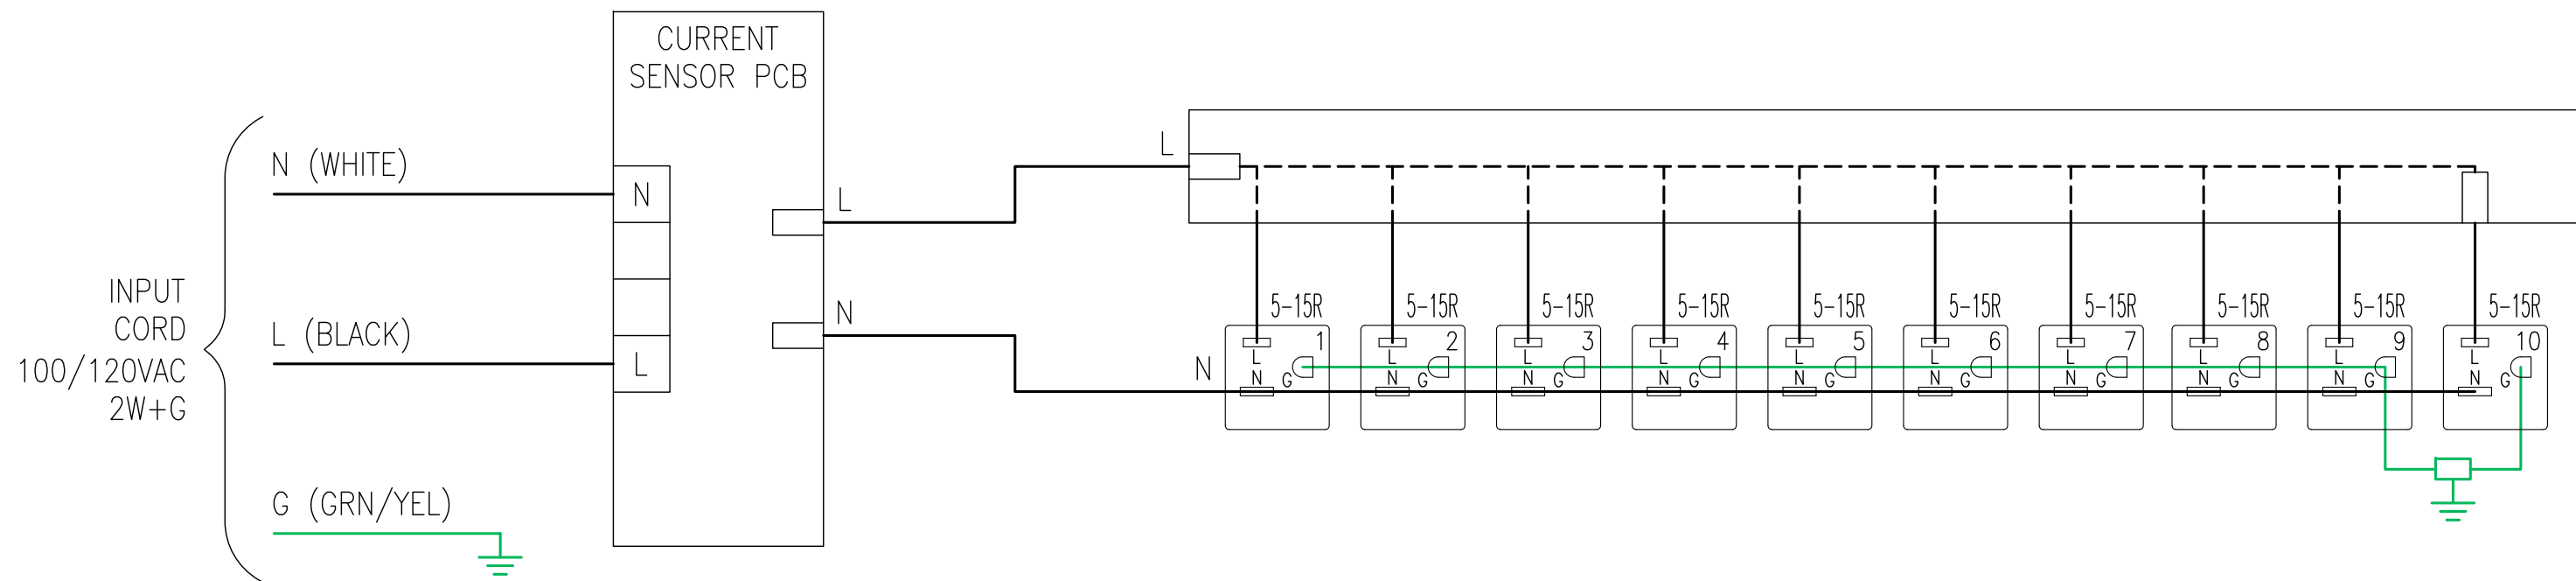 CURRENT
SENSOR PCB
N (WHITE)
N
L
L
INPUT
CORD
100/120VAC
2W+G
L (BLACK)
L
N
G (GRN/YEL)
N
5-15R 5-15R 5-15R 5-15R 5-15R 5-15R 5-15R 5-15R 5-15R 5-15R
1 2 3 4 5 6 7 8 9 10
L L L L L L L L L L
N G N G N G N G N G N G N G N G N G N G